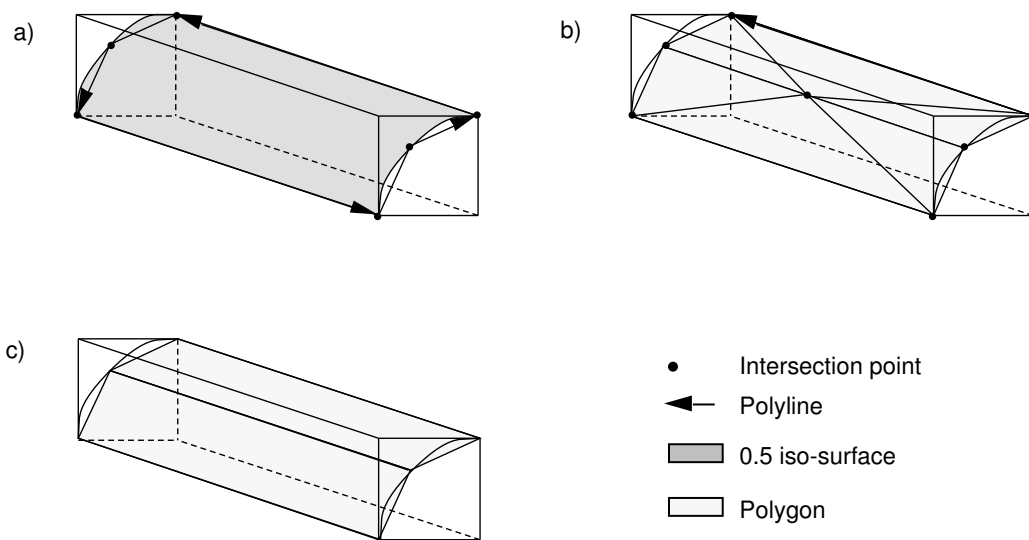 a)
b)
c)
Intersection point
Polyline
0.5 iso-surface
Polygon